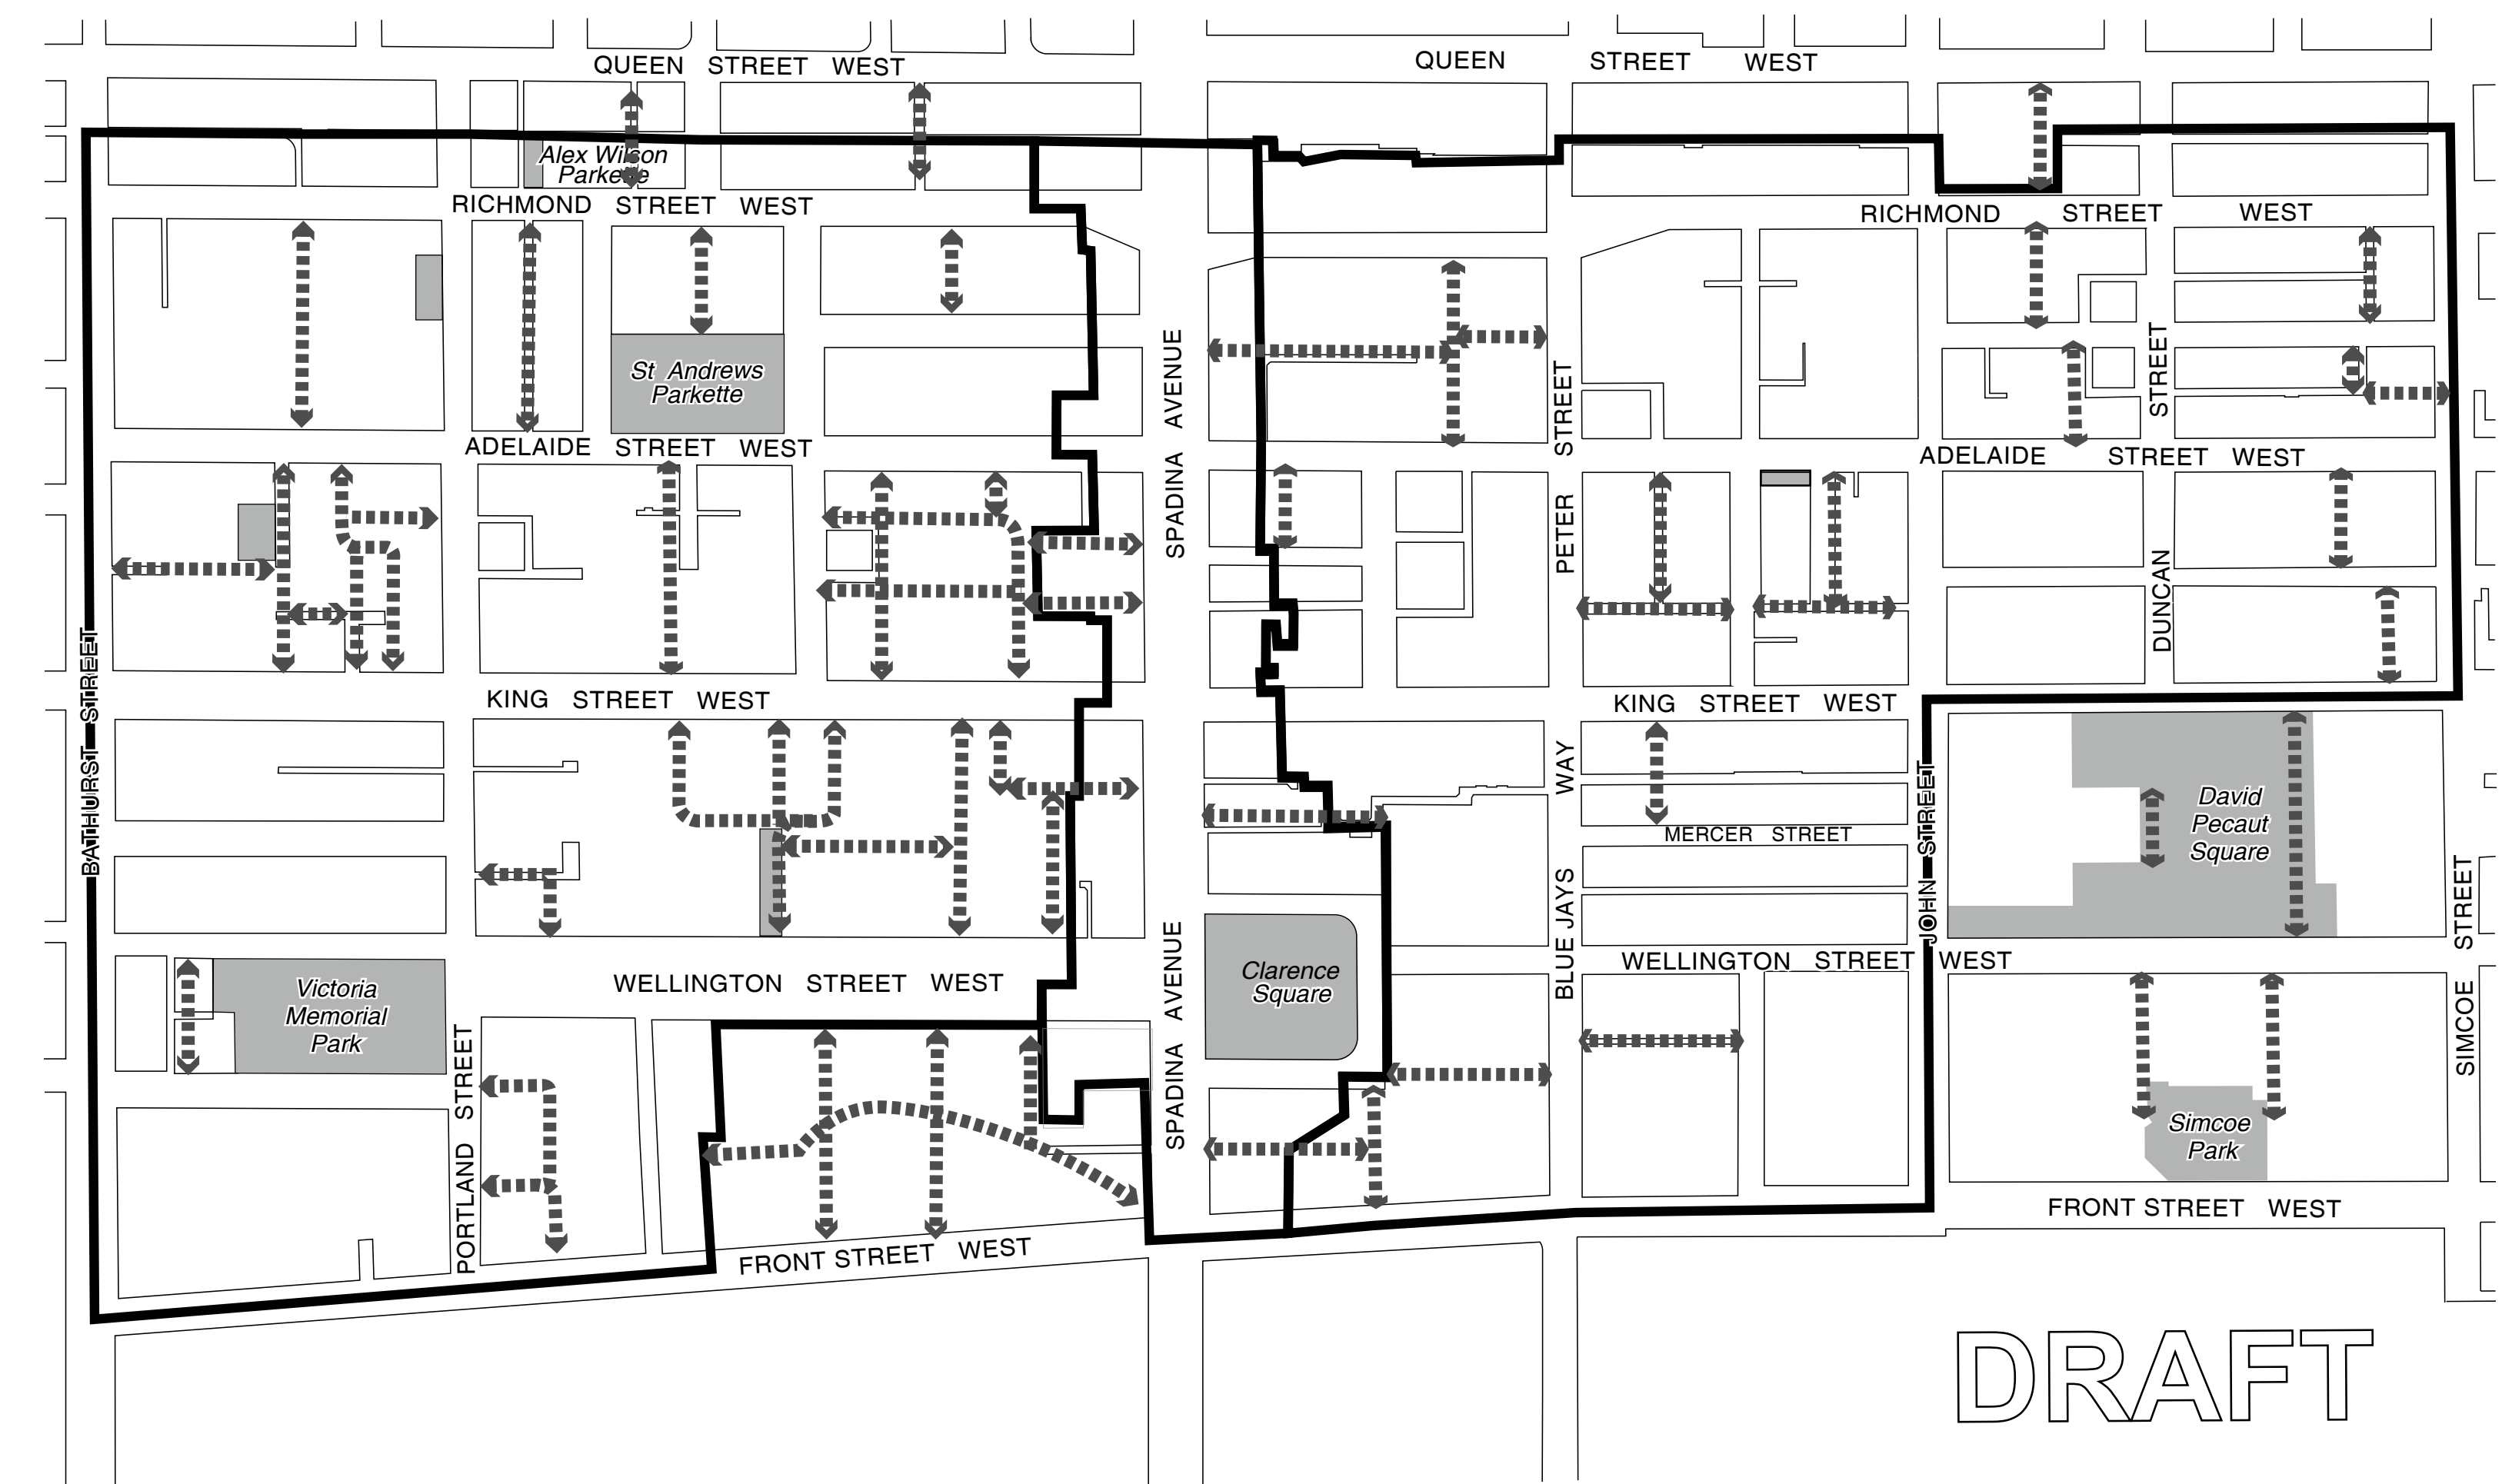 QUEEN STREET WEST
QUEEN STREET WEST
Alex Wilson
Parkette
RICHMOND STREET WEST
RICHMOND STREET WEST
St Andrews
Parkette
SPADINA AVENUE
STREET
STREET
ADELAIDE STREET WEST
ADELAIDE STREET WEST
PETER
DUNCAN
BATHURST STREET
KING STREET WEST
KING STREET WEST
BLUE JAYS WAY
MERCER STREET
JOHN STREET
David
Pecaut
Square
SIMCOE STREET
Victoria
Memorial
Park
WELLINGTON STREET WEST
SPADINA AVENUE
Clarence
Square
WELLINGTON STREET WEST
PORTLAND STREET
Simcoe
Park
FRONT STREET WEST
FRONT STREET WEST
DRAFT